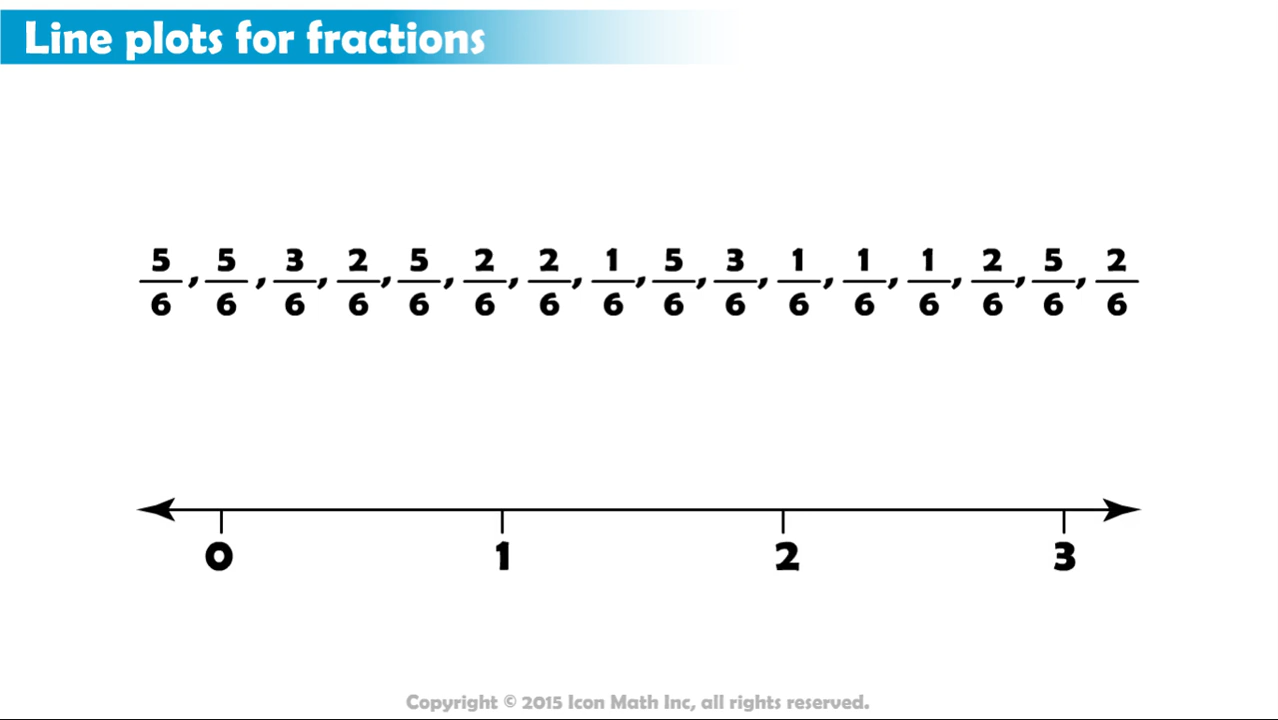 Line plots for fractions
5/6, 5/6, 3/6, 2/6, 5/6, 2/6, 2/6, 1/6, 5/6, 3/6, 1/6, 1/6, 1/6, 2/6, 5/6, 2/6
0 1 2 3
Copyright © 2015 Icon Math Inc, all rights reserved.